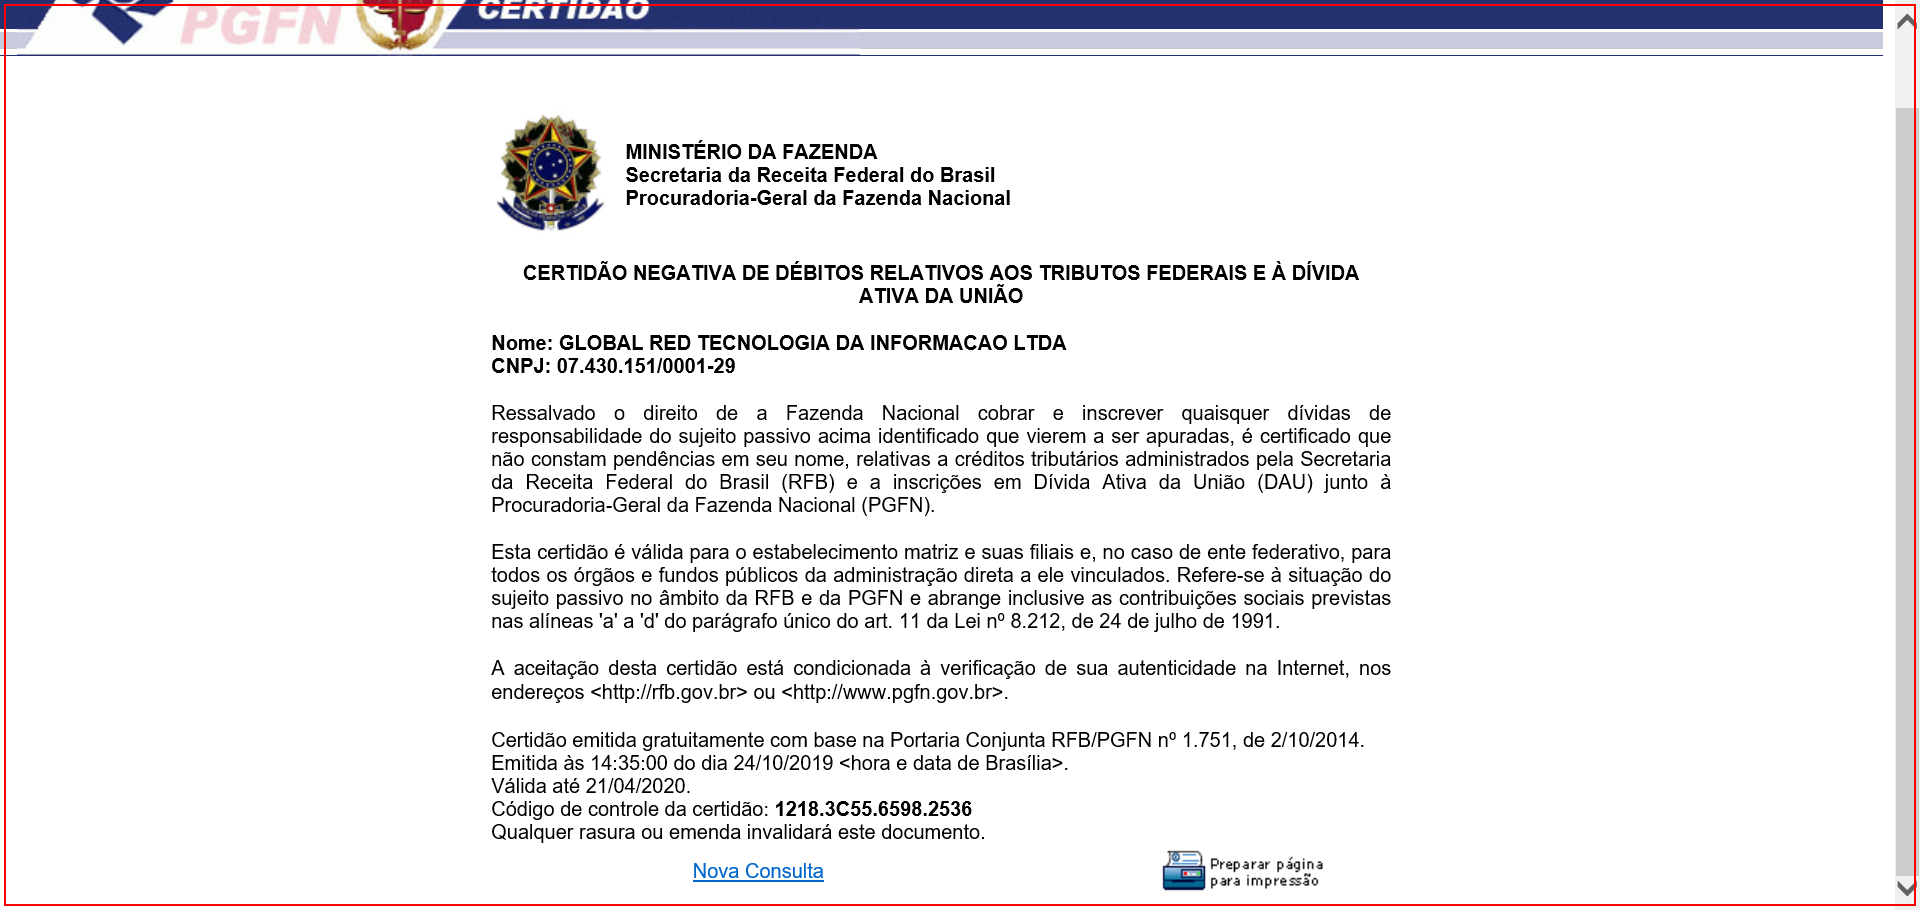 PGFN
CERTIDÃO
MINISTÉRIO DA FAZENDA
Secretaria da Receita Federal do Brasil
Procuradoria-Geral da Fazenda Nacional
CERTIDÃO NEGATIVA DE DÉBITOS RELATIVOS AOS TRIBUTOS FEDERAIS E À DÍVIDA
ATIVA DA UNIÃO
Nome: GLOBAL RED TECNOLOGIA DA INFORMACAO LTDA
CNPJ: 07.430.151/0001-29
Ressalvado o direito de a Fazenda Nacional cobrar e inscrever quaisquer dívidas de
responsabilidade do sujeito passivo acima identificado que vierem a ser apuradas, é certificado que
não constam pendências em seu nome, relativas a créditos tributários administrados pela Secretaria
da Receita Federal do Brasil (RFB) e a inscrições em Dívida Ativa da União (DAU) junto à
Procuradoria-Geral da Fazenda Nacional (PGFN).
Esta certidão é válida para o estabelecimento matriz e suas filiais e, no caso de ente federativo, para
todos os órgãos e fundos públicos da administração direta a ele vinculados. Refere-se à situação do
sujeito passivo no âmbito da RFB e da PGFN e abrange inclusive as contribuições sociais previstas
nas alíneas 'a' a 'd' do parágrafo único do art. 11 da Lei nº 8.212, de 24 de julho de 1991.
A aceitação desta certidão está condicionada à verificação de sua autenticidade na Internet, nos
endereços <http://rfb.gov.br> ou <http://www.pgfn.gov.br>.
Certidão emitida gratuitamente com base na Portaria Conjunta RFB/PGFN nº 1.751, de 2/10/2014.
Emitida às 14:35:00 do dia 24/10/2019 <hora e data de Brasília>.
Válida até 21/04/2020.
Código de controle da certidão: 1218.3C55.6598.2536
Qualquer rasura ou emenda invalidará este documento.
Nova Consulta
Preparar página
para impressão